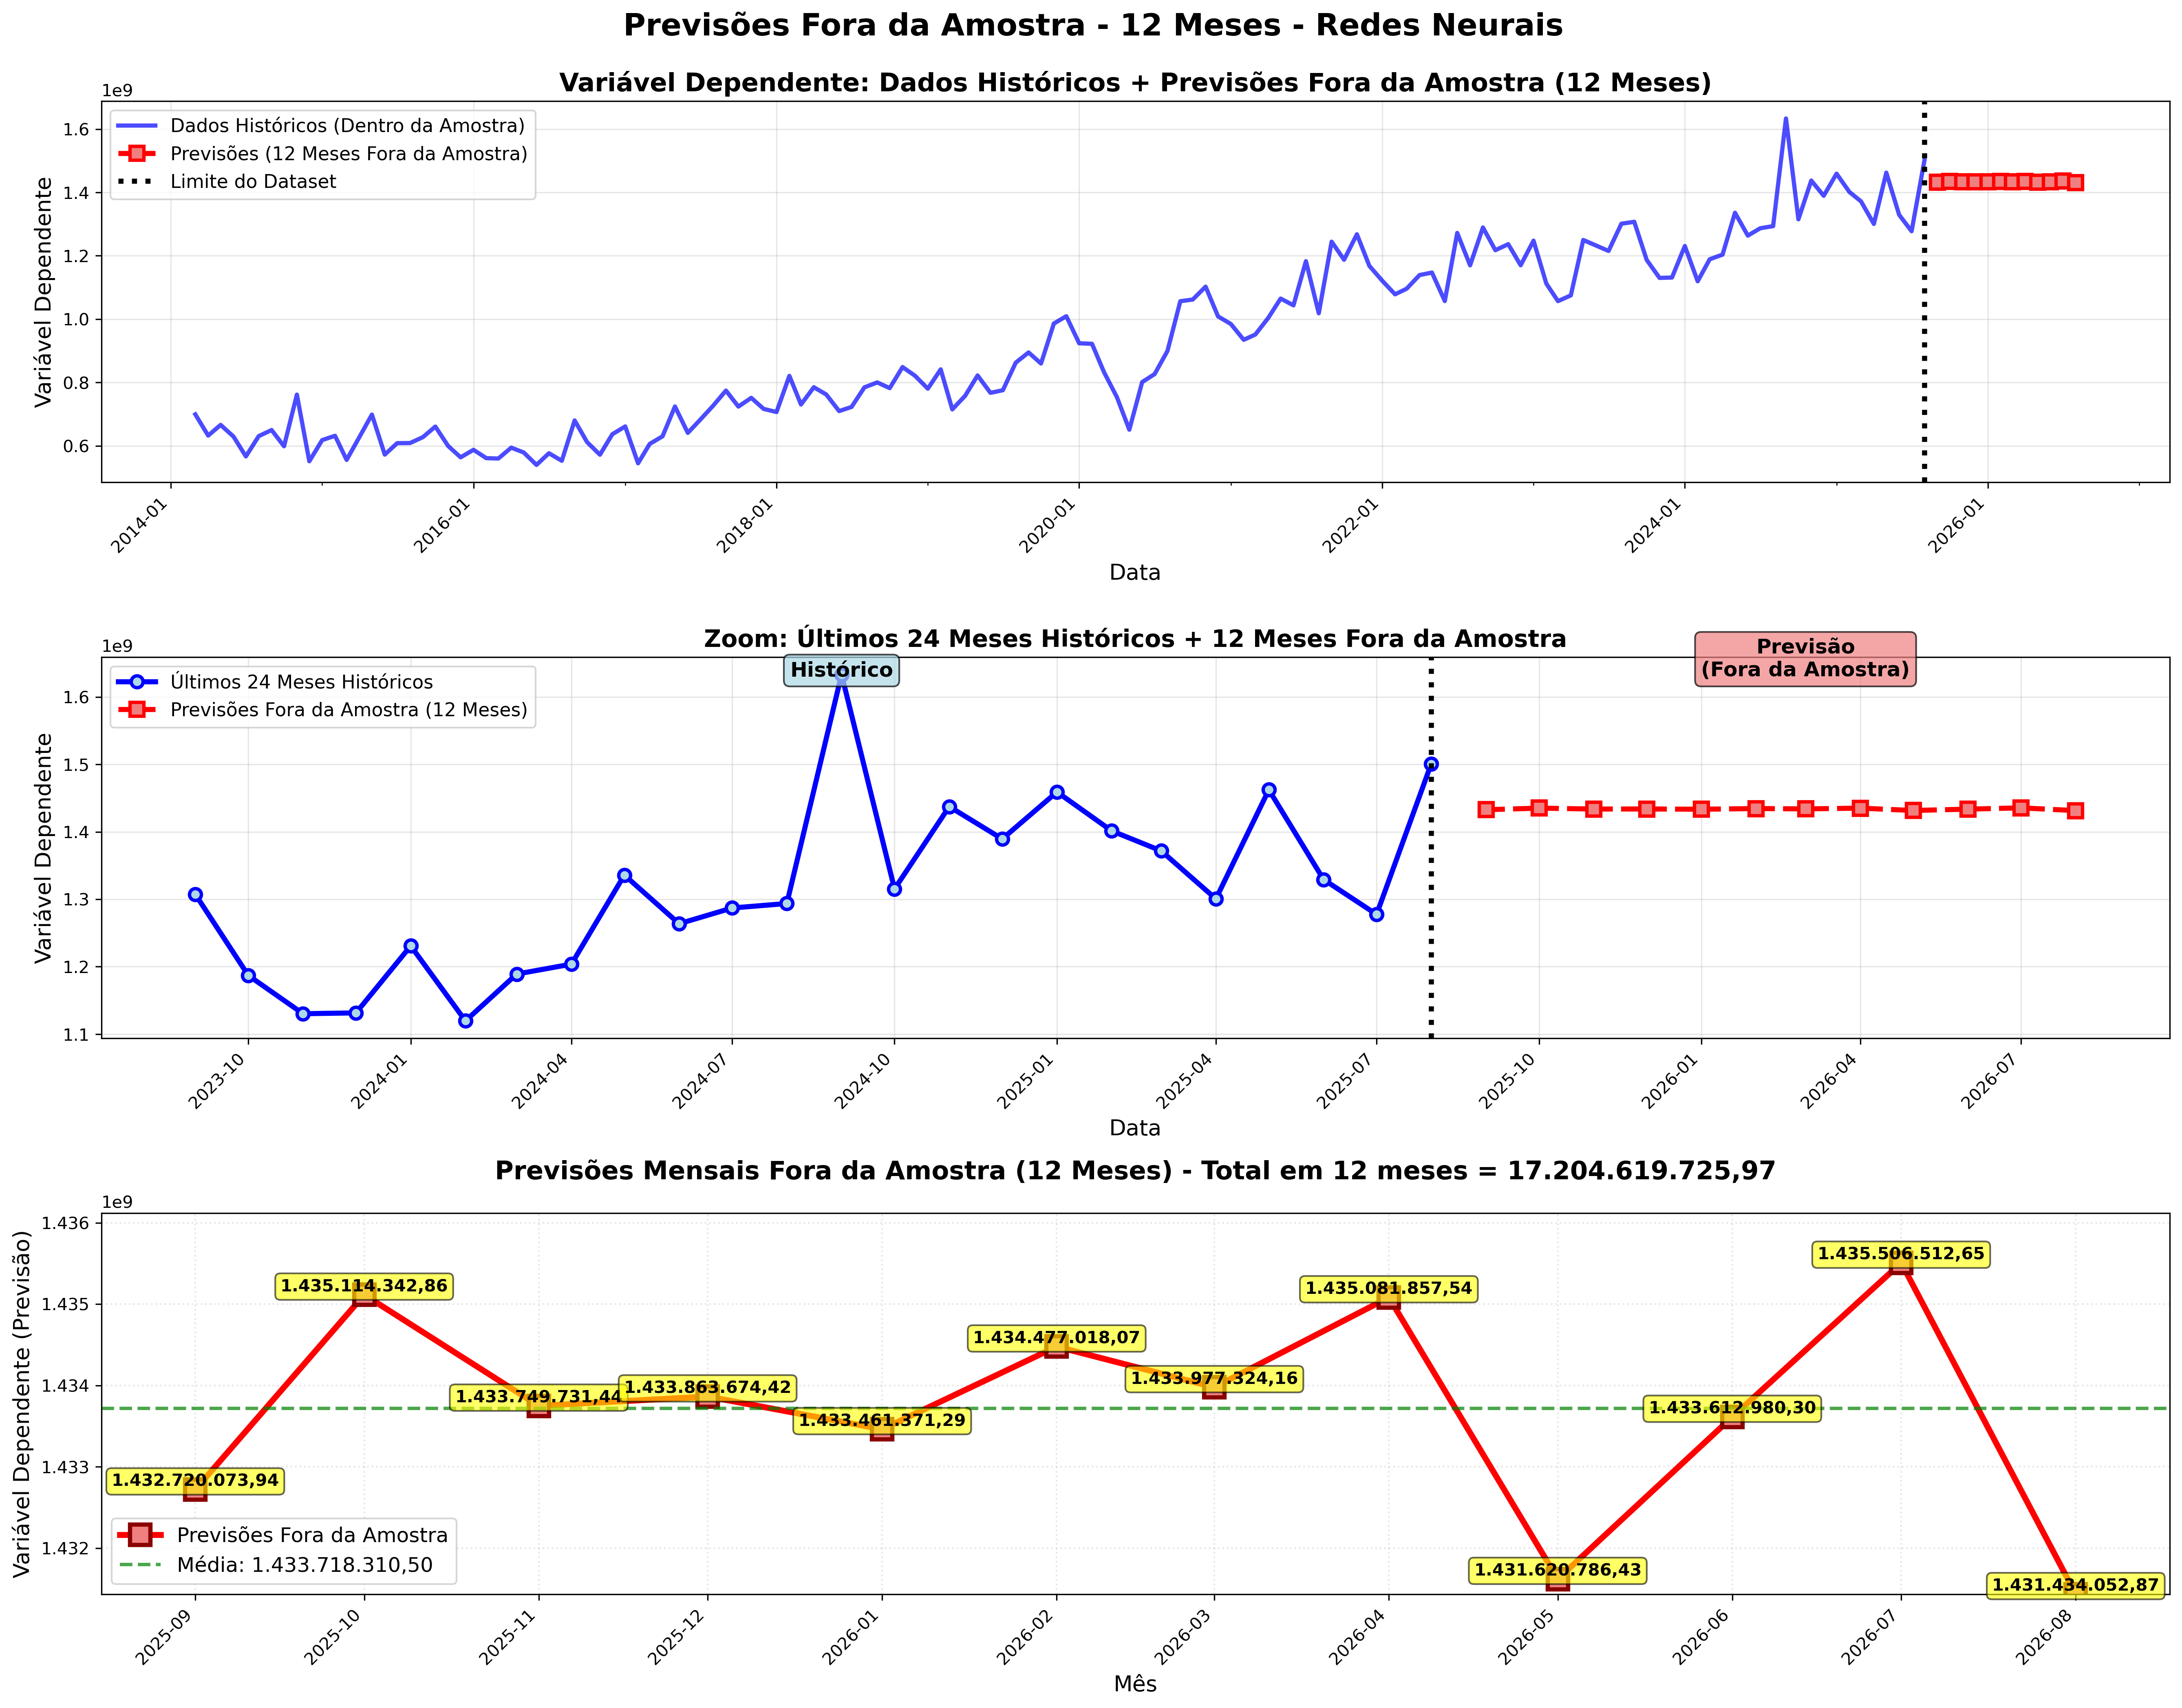 Previsões Fora da Amostra - 12 Meses - Redes Neurais
Variável Dependente: Dados Históricos + Previsões Fora da Amostra (12 Meses)
1e9
Dados Históricos (Dentro da Amostra)
Previsões (12 Meses Fora da Amostra)
Limite do Dataset
Variável Dependente
1.6
1.4
1.2
1.0
0.8
0.6
2014-01
2016-01
2018-01
2020-01
2022-01
2024-01
2026-01
Data
Zoom: Últimos 24 Meses Históricos + 12 Meses Fora da Amostra
1e9
Histórico
Previsão
(Fora da Amostra)
Últimos 24 Meses Históricos
Previsões Fora da Amostra (12 Meses)
Variável Dependente
1.6
1.5
1.4
1.3
1.2
1.1
2023-10
2024-01
2024-04
2024-07
2024-10
2025-01
2025-04
2025-07
2025-10
2026-01
2026-04
2026-07
Data
Previsões Mensais Fora da Amostra (12 Meses) - Total em 12 meses = 17.204.619.725,97
1e9
Variável Dependente (Previsão)
1.436
1.435
1.434
1.433
1.432
1.432.720.073,94
1.435.114.342,86
1.433.749.731,44
1.433.863.674,42
1.433.461.371,29
1.434.477.018,07
1.433.977.324,16
1.435.081.857,54
1.431.620.786,43
1.433.612.980,30
1.435.506.512,65
1.431.434.052,87
Previsões Fora da Amostra
Média: 1.433.718.310,50
2025-09
2025-10
2025-11
2025-12
2026-01
2026-02
2026-03
2026-04
2026-05
2026-06
2026-07
2026-08
Mês